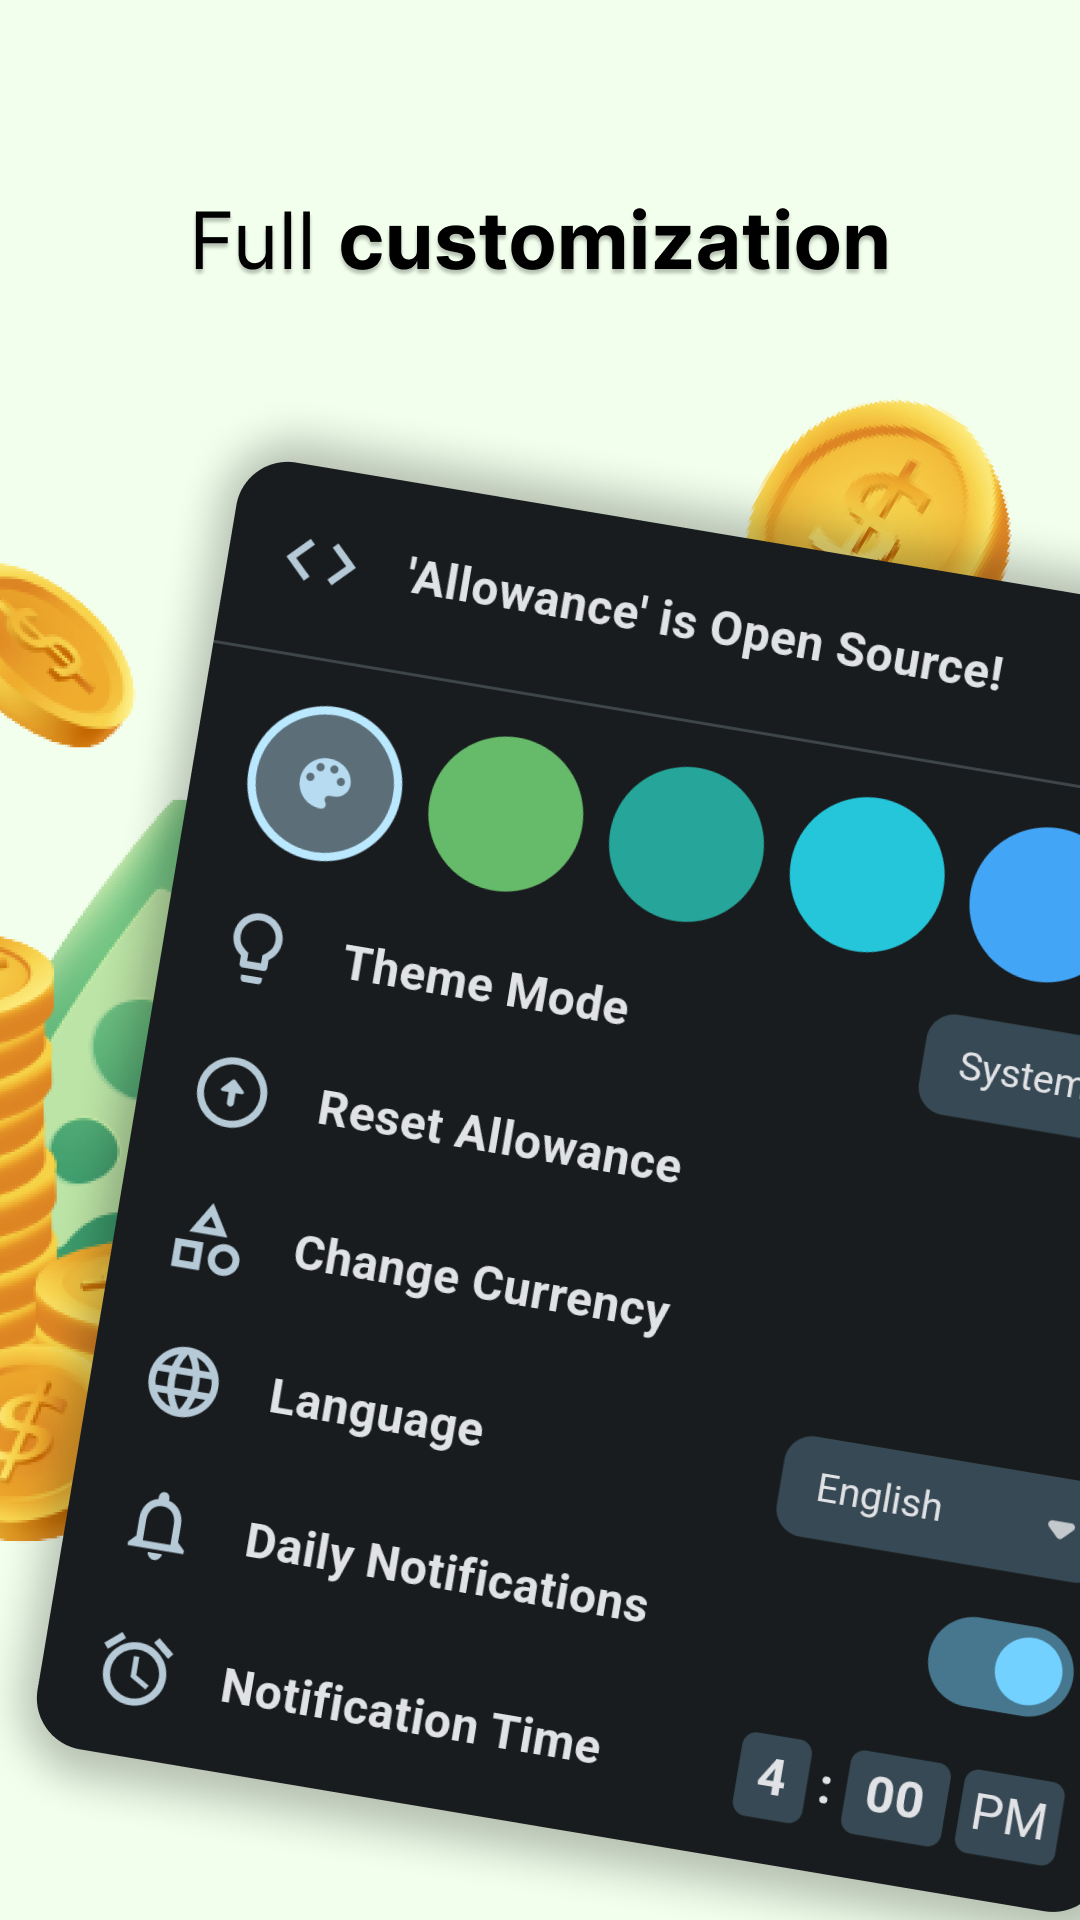 Full customization
'Allowance' is Open Source!
Theme Mode
System
Reset Allowance
Change Currency
Language
English
Daily Notifications
Notification Time
4 : 00 PM